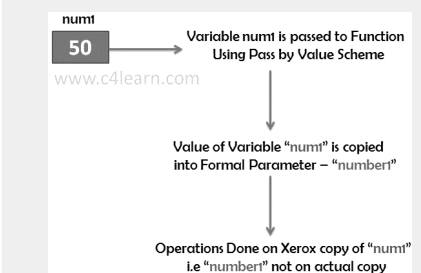 num1
50
Variable num1 is passed to Function
Using Pass by Value Scheme
www.c4learn.com
Value of Variable “num1” is copied
into Formal Parameter – “number1”
Operations Done on Xerox copy of “num1”
i.e “number1” not on actual copy